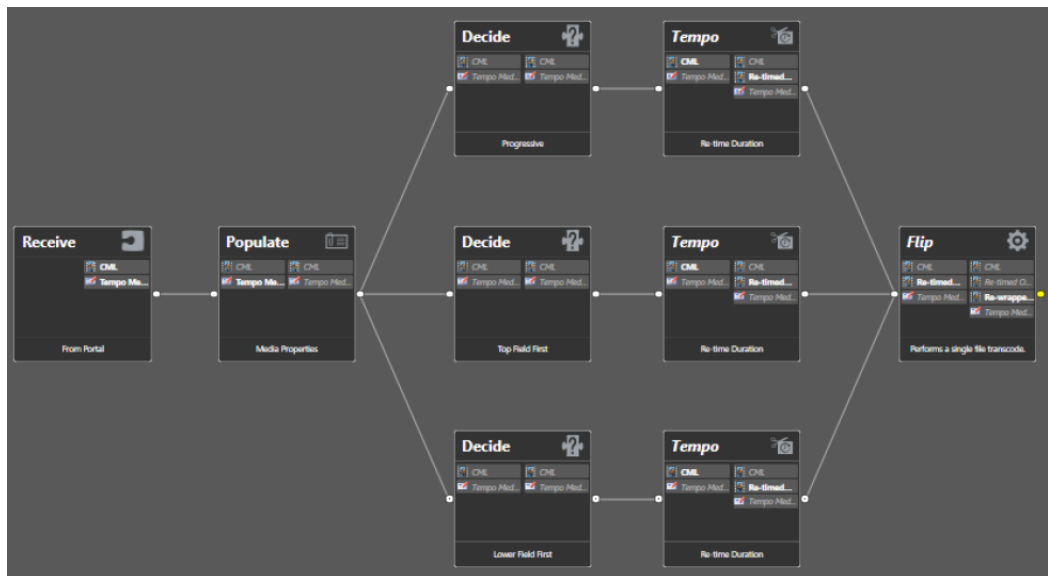 Decide
CML CML
Tempo Med... Tempo Med...
Progressive
Tempo
CML CML
Tempo Med... Re-timed...
Tempo Med...
Re-time Duration
Receive
CML
Tempo Me...
From Portal
Populate
CML CML
Tempo Me... Tempo Med...
Media Properties
Decide
CML CML
Tempo Med... Tempo Med...
Top Field First
Tempo
CML CML
Tempo Med... Re-timed...
Tempo Med...
Re-time Duration
Flip
CML CML
Re-timed... Re-timed O...
Tempo Med... Re-wrappe...
Tempo Med...
Performs a single file transcode.
Decide
CML CML
Tempo Med... Tempo Med...
Lower Field First
Tempo
CML CML
Tempo Med... Re-timed...
Tempo Med...
Re-time Duration